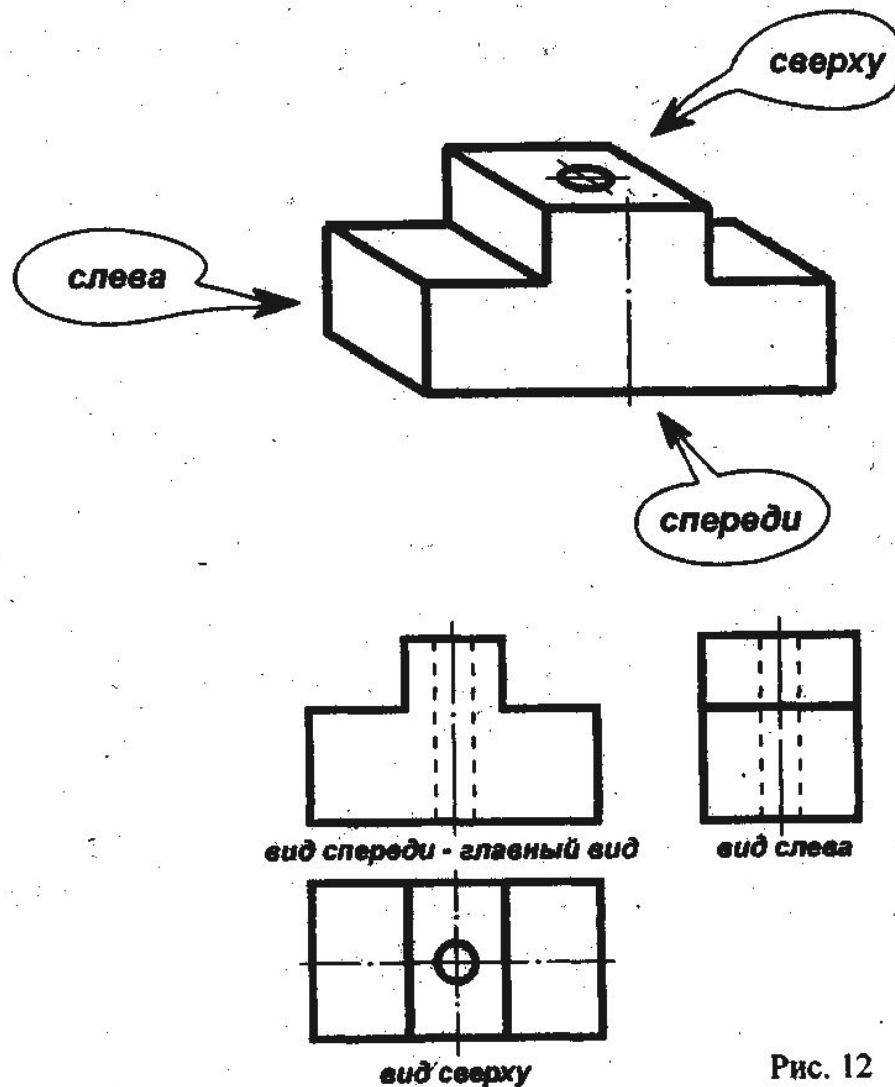 сверху
слева
спереди
вид спереди - главный вид
вид слева
вид сверху
Рис. 12